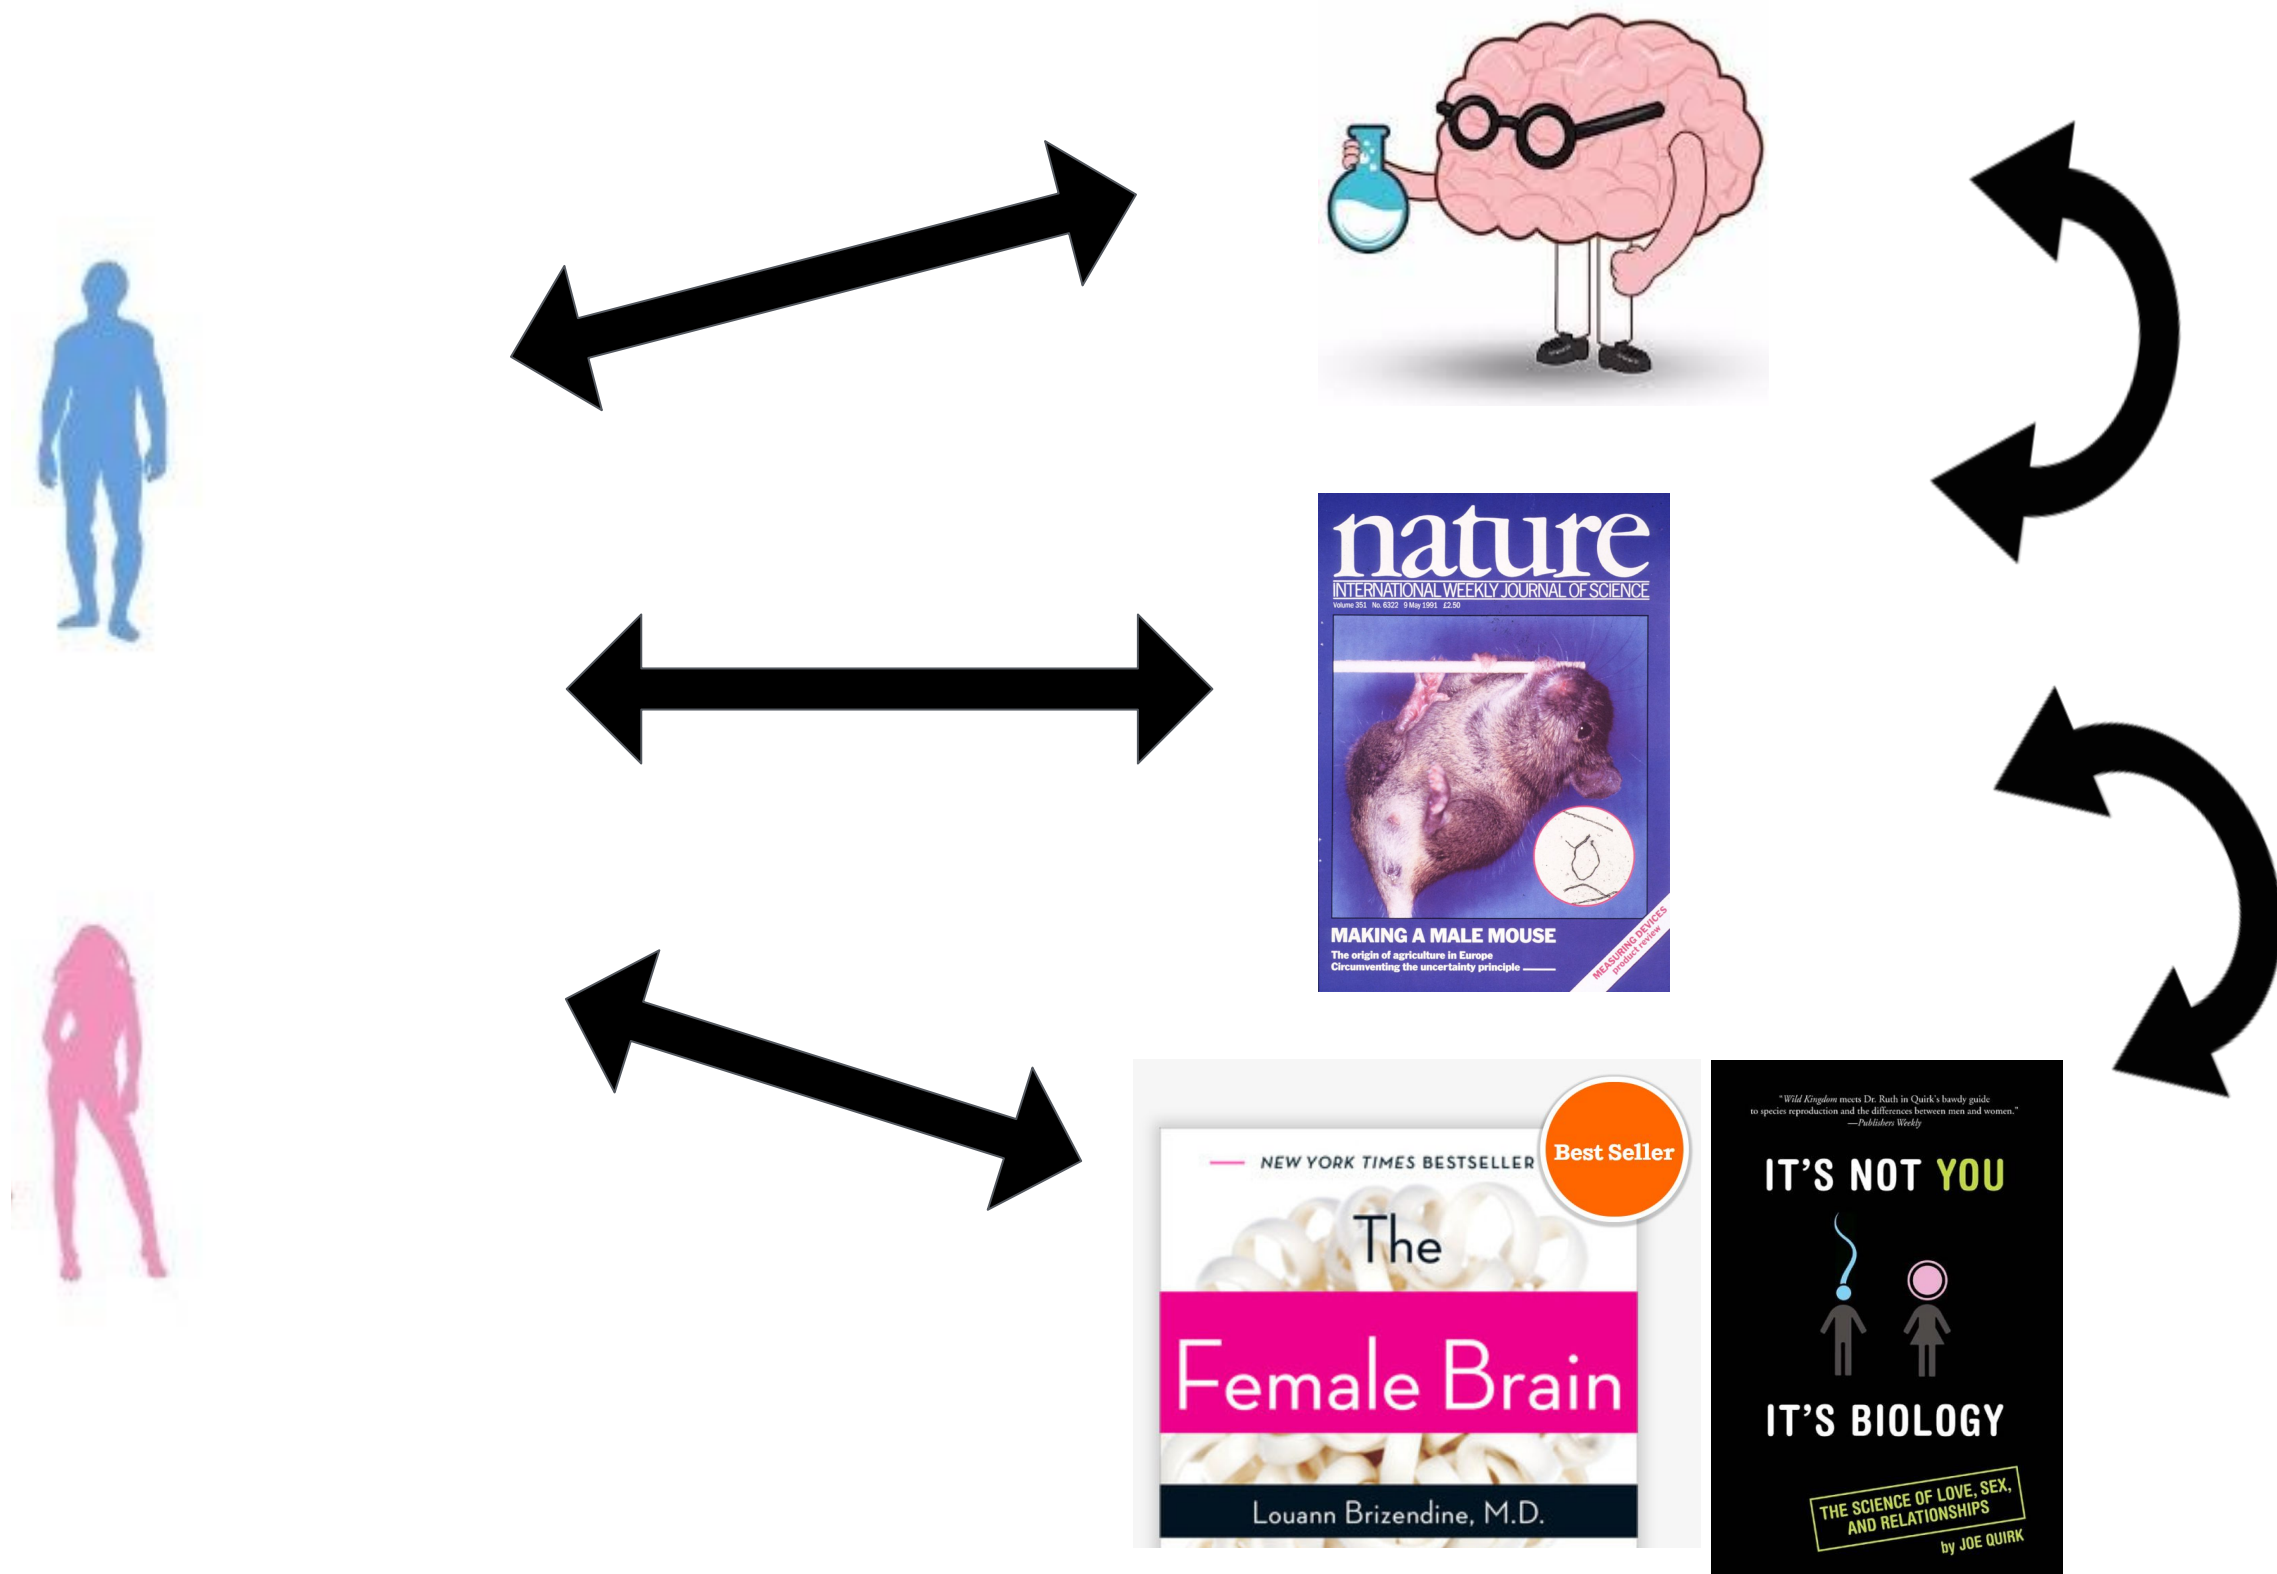 nature
INTERNATIONAL WEEKLY JOURNAL OF SCIENCE
Volume 351 No. 6322 9 May 1991 £2.50
MAKING A MALE MOUSE
The origin of agriculture in Europe
Circumventing the uncertainty principle
MEASURING DEVICES
product review
NEW YORK TIMES BESTSELLER
Best Seller
The
Female Brain
Louann Brizendine, M.D.
"Wild Kingdom meets Dr. Ruth in Quirk's bawdy guide
to species reproduction and the differences between men and women."
—Publishers Weekly
IT'S NOT YOU
IT'S BIOLOGY
THE SCIENCE OF LOVE, SEX,
AND RELATIONSHIPS
by JOE QUIRK